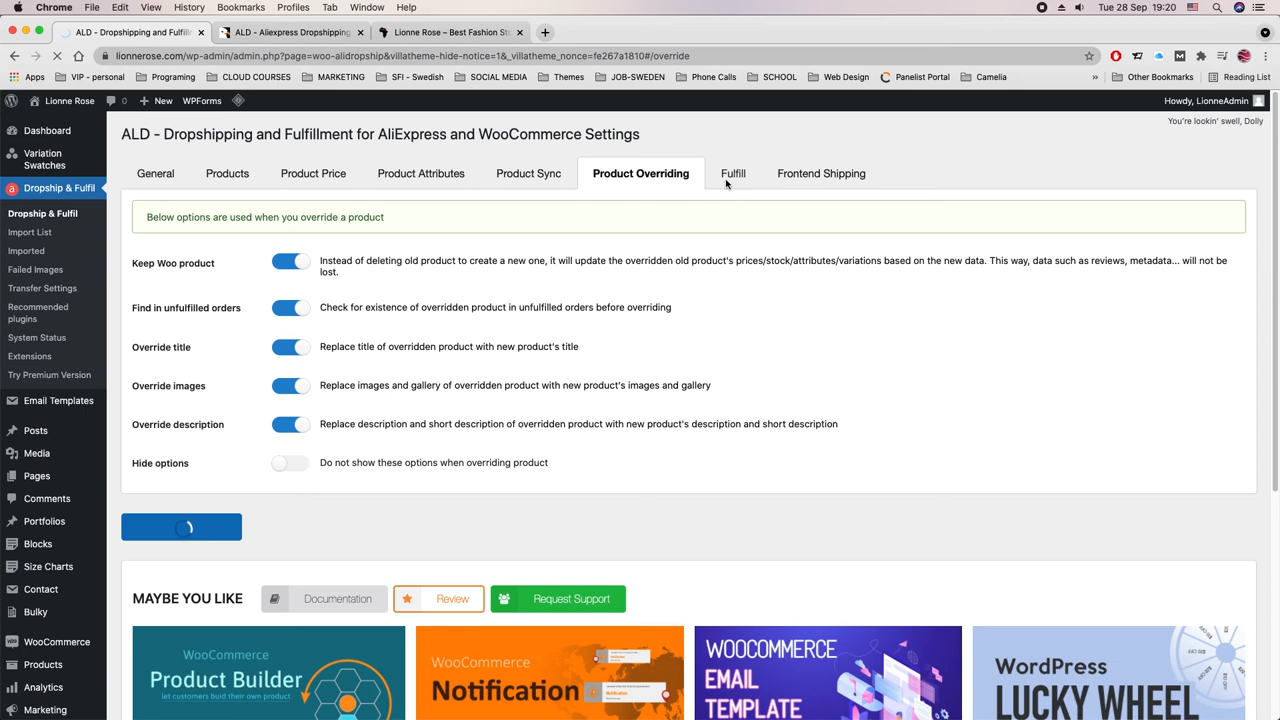 Chrome File Edit View History Bookmarks Profiles Tab Window Help Tue 28 Sep 19:20
ALD - Dropshipping and Fulfillm ALD - Aliexpress Dropshipping Lionne Rose – Best Fashion St
lionnerose.com/wp-admin/admin.php?page=woo-alidropship&villatheme-hide-notice=1&_villatheme_nonce=fe267a1810#/override
Apps VIP - personal Programing CLOUD COURSES MARKETING SFI - Swedish SOCIAL MEDIA Themes JOB-SWEDEN Phone Calls SCHOOL Web Design Panelist Portal Camelia » Other Bookmarks Reading List
Lionne Rose 0 New WPForms Howdy, LionneAdmin
You're lookin' swell, Dolly
ALD - Dropshipping and Fulfillment for AliExpress and WooCommerce Settings
General Products Product Price Product Attributes Product Sync Product Overriding Fulfill Frontend Shipping
Below options are used when you override a product
Keep Woo product Instead of deleting old product to create a new one, it will update the overridden old product's prices/stock/attributes/variations based on the new data. This way, data such as reviews, metadata... will not be
lost.
Find in unfulfilled orders Check for existence of overridden product in unfulfilled orders before overriding
Override title Replace title of overridden product with new product's title
Override images Replace images and gallery of overridden product with new product's images and gallery
Override description Replace description and short description of overridden product with new product's description and short description
Hide options Do not show these options when overriding product
MAYBE YOU LIKE Documentation Review Request Support
WooCommerce
Product Builder
let customers build their own product
WooCommerce
Notification
WOOCOMMERCE
EMAIL
TEMPLATE
WordPress
LUCKY WHEEL
Dashboard
Variation
Swatches
Dropship & Fulfil
Dropship & Fulfil
Import List
Imported
Failed Images
Transfer Settings
Recommended
plugins
System Status
Extensions
Try Premium Version
Email Templates
Posts
Media
Pages
Comments
Portfolios
Blocks
Size Charts
Contact
Bulky
WooCommerce
Products
Analytics
Marketing